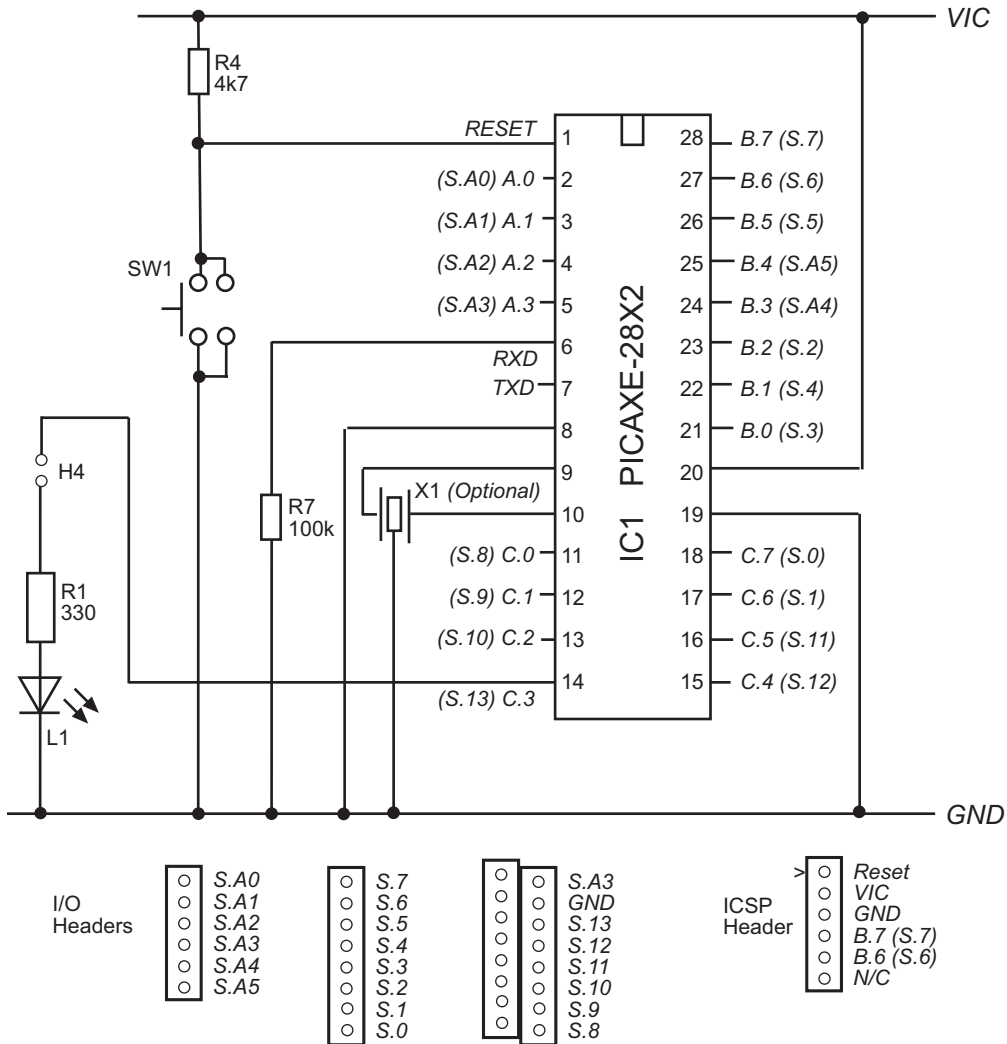 VIC
R4
4k7
RESET
1
28
B.7 (S.7)
(S.A0) A.0
2
27
B.6 (S.6)
(S.A1) A.1
3
26
B.5 (S.5)
SW1
(S.A2) A.2
4
25
B.4 (S.A5)
(S.A3) A.3
5
24
B.3 (S.A4)
6
23
B.2 (S.2)
RXD
TXD
7
22
B.1 (S.4)
8
21
B.0 (S.3)
IC1 PICAXE-28X2
H4
9
20
X1 (Optional)
R7
100k
10
19
(S.8) C.0
11
18
C.7 (S.0)
R1
330
(S.9) C.1
12
17
C.6 (S.1)
(S.10) C.2
13
16
C.5 (S.11)
14
15
C.4 (S.12)
(S.13) C.3
L1
GND
I/O
Headers
S.A0
S.A1
S.A2
S.A3
S.A4
S.A5
S.7
S.6
S.5
S.4
S.3
S.2
S.1
S.0
S.A3
GND
S.13
S.12
S.11
S.10
S.9
S.8
ICSP
Header
>
Reset
VIC
GND
B.7 (S.7)
B.6 (S.6)
N/C